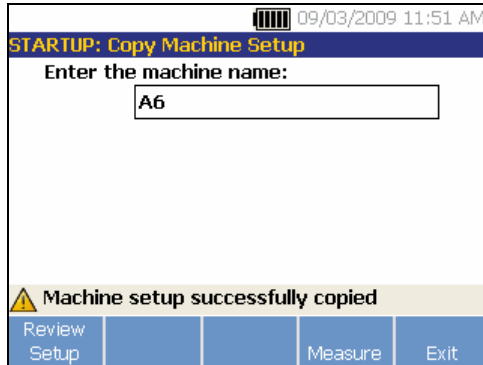 09/03/2009 11:51 AM
STARTUP: Copy Machine Setup
Enter the machine name:
A6
Machine setup successfully copied
Review
Setup
Measure
Exit